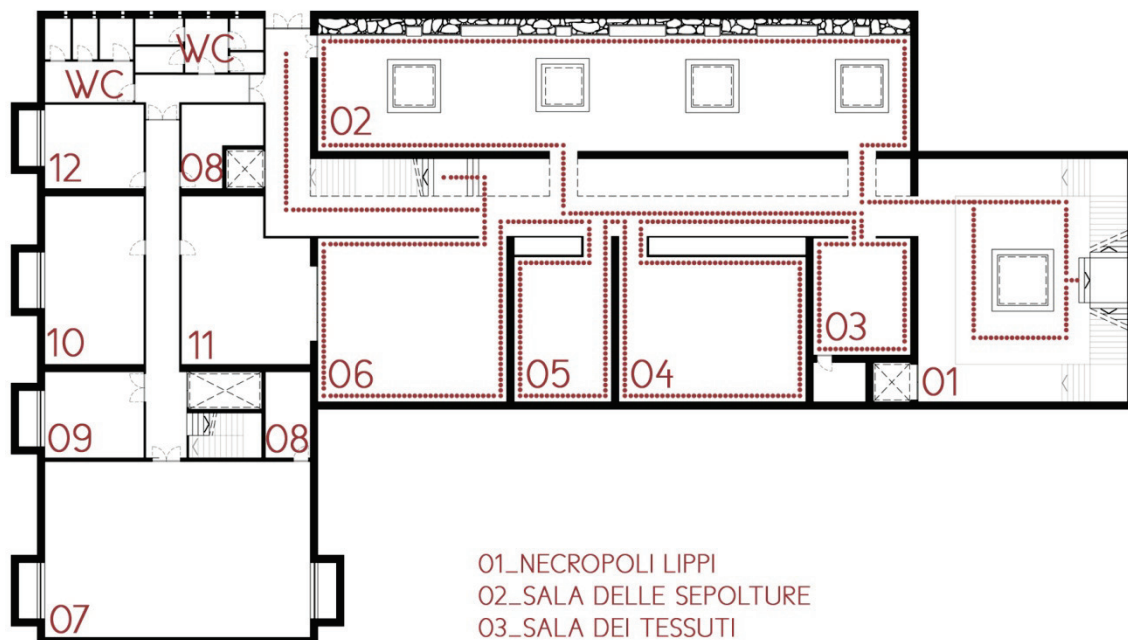 WC
WC
02
12
08
10
11
06
05
04
03
01
09
08
07
01_NECROPOLI LIPPI
02_SALA DELLE SEPOLTURE
03_SALA DEI TESSUTI